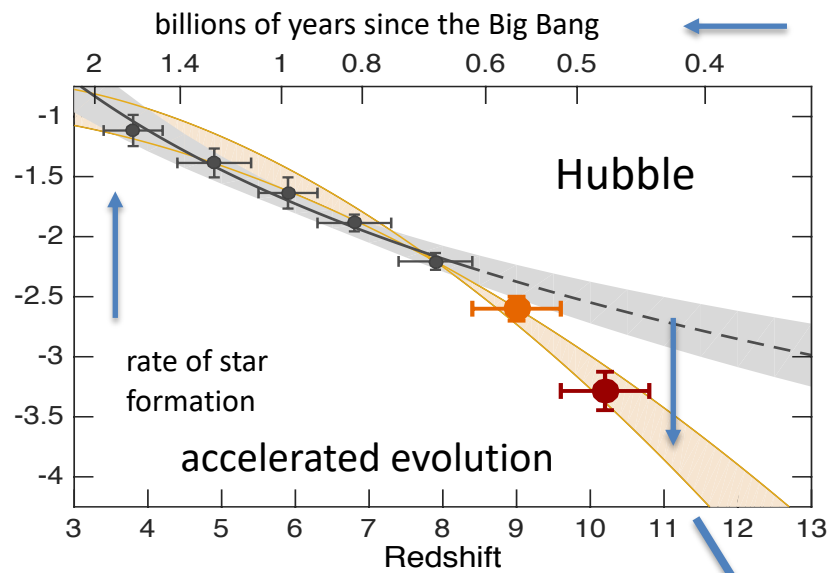 billions of years since the Big Bang
2 1.4 1 0.8 0.6 0.5 0.4
-1
-1.5
-2
-2.5
-3
-3.5
-4
Hubble
rate of star
formation
accelerated evolution
3 4 5 6 7 8 9 10 11 12 13
Redshift